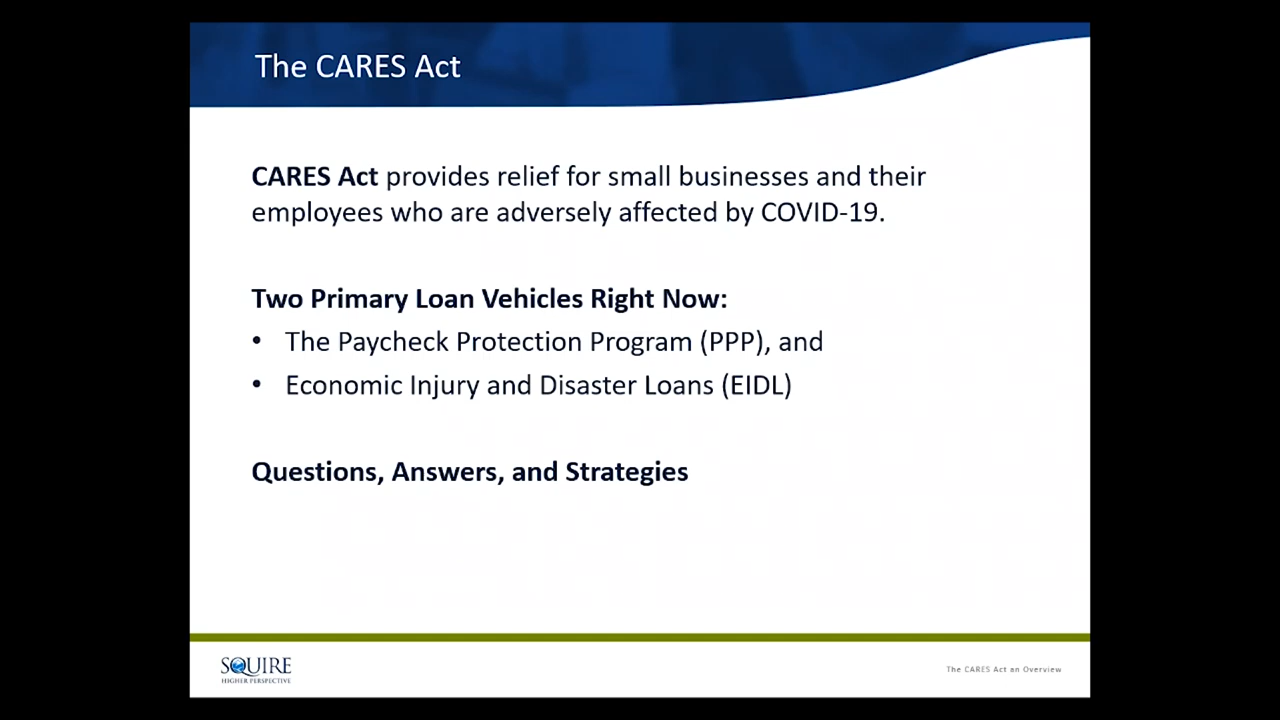 The CARES Act
CARES Act provides relief for small businesses and their
employees who are adversely affected by COVID-19.
Two Primary Loan Vehicles Right Now:
• The Paycheck Protection Program (PPP), and
• Economic Injury and Disaster Loans (EIDL)
Questions, Answers, and Strategies
SQUIRE
HIGHER PERSPECTIVE
The CARES Act an Overview